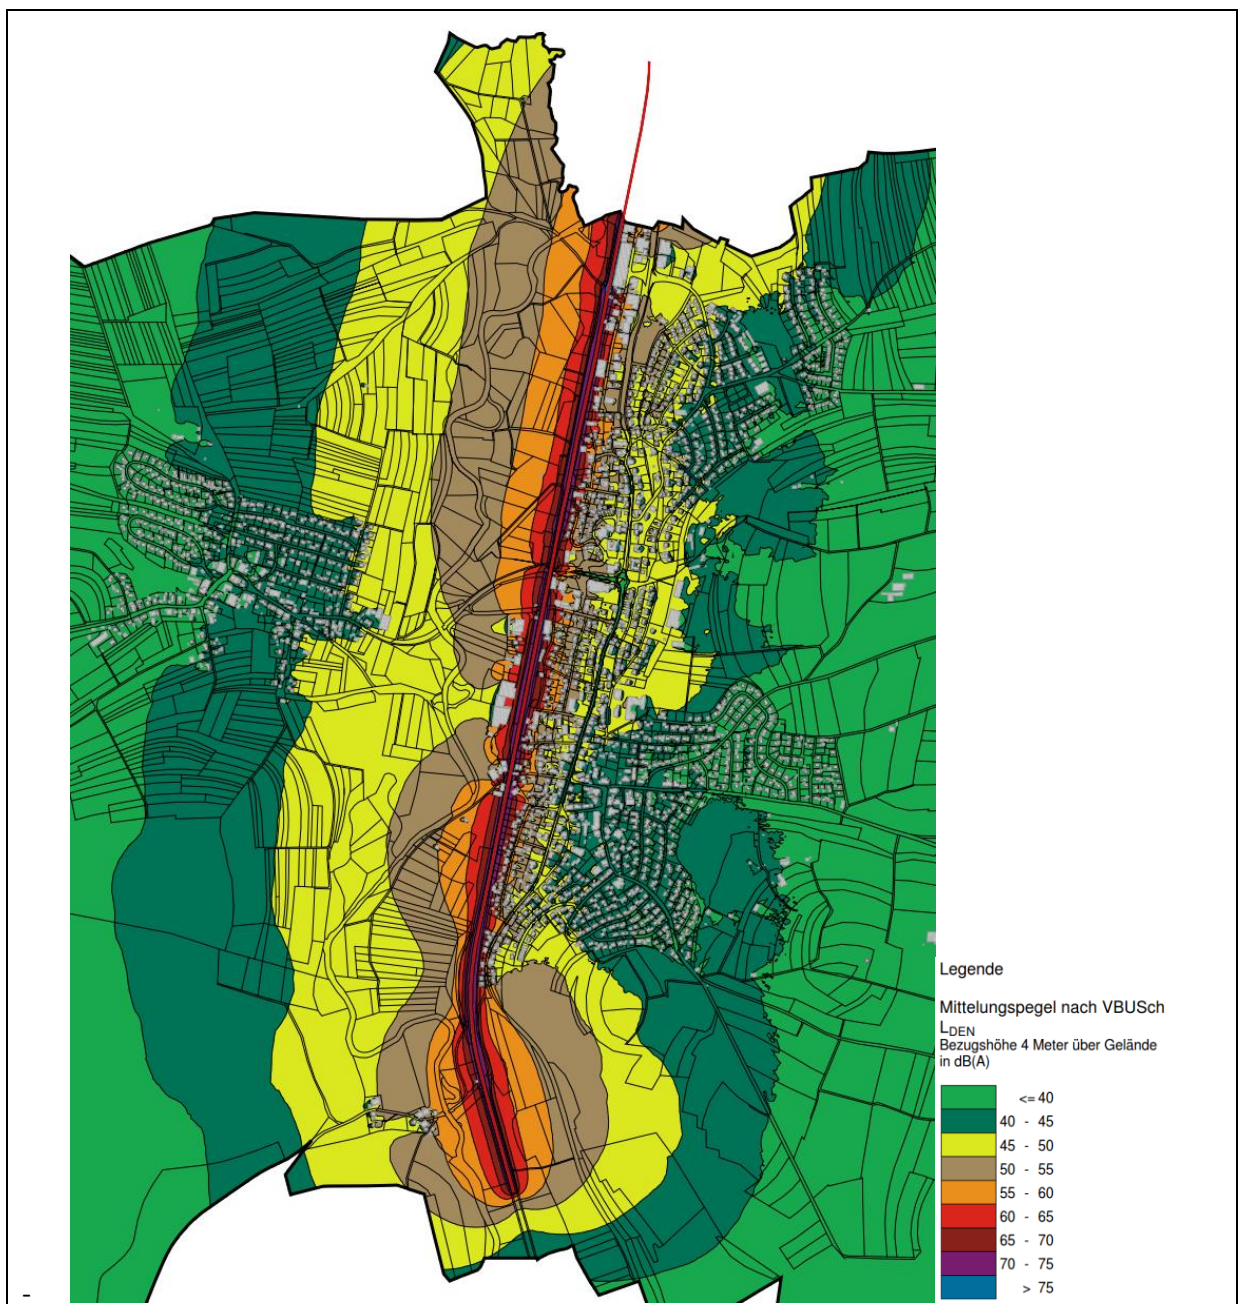 Legende
Mittelungspegel nach VBUSch
LDEN
Bezugshöhe 4 Meter über Gelände
in dB(A)
<= 40
40 - 45
45 - 50
50 - 55
55 - 60
60 - 65
65 - 70
70 - 75
> 75
-